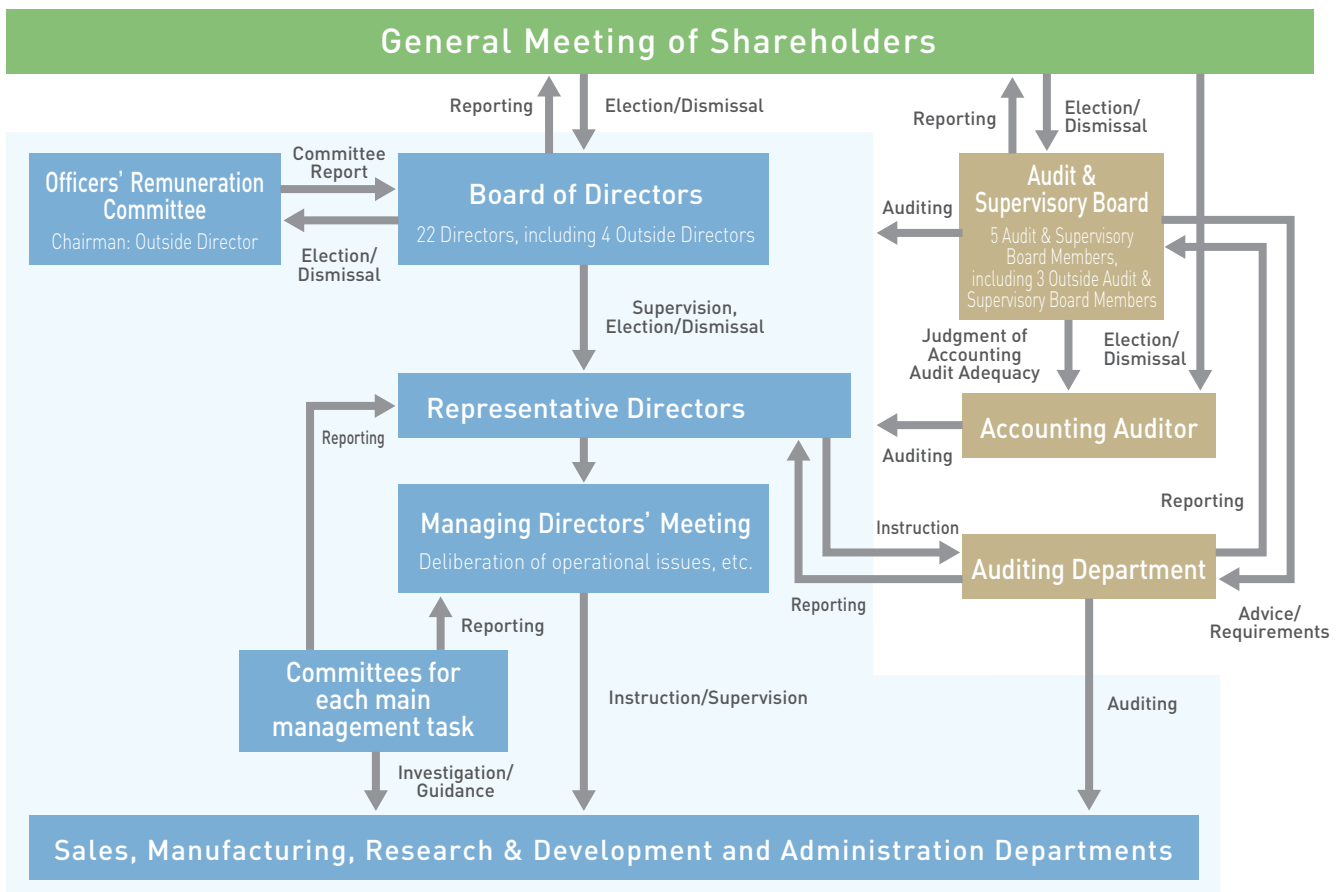 General Meeting of Shareholders
Reporting
Election/Dismissal
Reporting
Election/
Dismissal
Officers' Remuneration
Committee
Chairman: Outside Director
Committee
Report
Election/
Dismissal
Board of Directors
22 Directors, including 4 Outside Directors
Auditing
Audit &
Supervisory Board
5 Audit & Supervisory
Board Members,
including 3 Outside Audit &
Supervisory Board Members
Supervision,
Election/Dismissal
Judgment of
Accounting
Audit Adequacy
Election/
Dismissal
Representative Directors
Reporting
Accounting Auditor
Auditing
Managing Directors' Meeting
Deliberation of operational issues, etc.
Reporting
Instruction
Auditing Department
Reporting
Advice/
Requirements
Reporting
Committees for
each main
management task
Instruction/Supervision
Auditing
Investigation/
Guidance
Sales, Manufacturing, Research & Development and Administration Departments